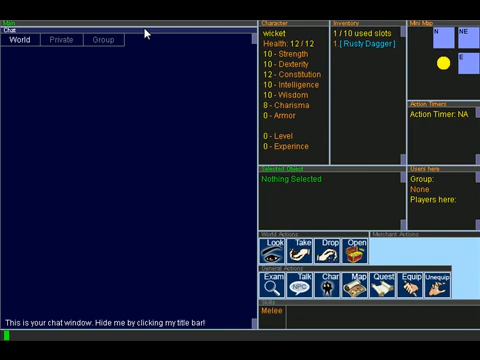 Main
Chat
World Private Group
This is your chat window. Hide me by clicking my title bar!
Character
wicket
Health: 12 / 12
10 - Strength
10 - Dexterity
12 - Constitution
10 - Intelligence
10 - Wisdom
8 - Charisma
0 - Armor
0 - Level
0 - Experince
Inventory
1 / 10 used slots
1.[ Rusty Dagger ]
Mini Map
N NE
E
Action Timers
Action Timer: NA
Selected Object
Nothing Selected
Users here
Group:
None
Players here:
World Actions Merchant Actions
Look Take Drop Open
General Actions
Exam Talk Char Map Quest Equip Unequip
NPC
Skills
Melee